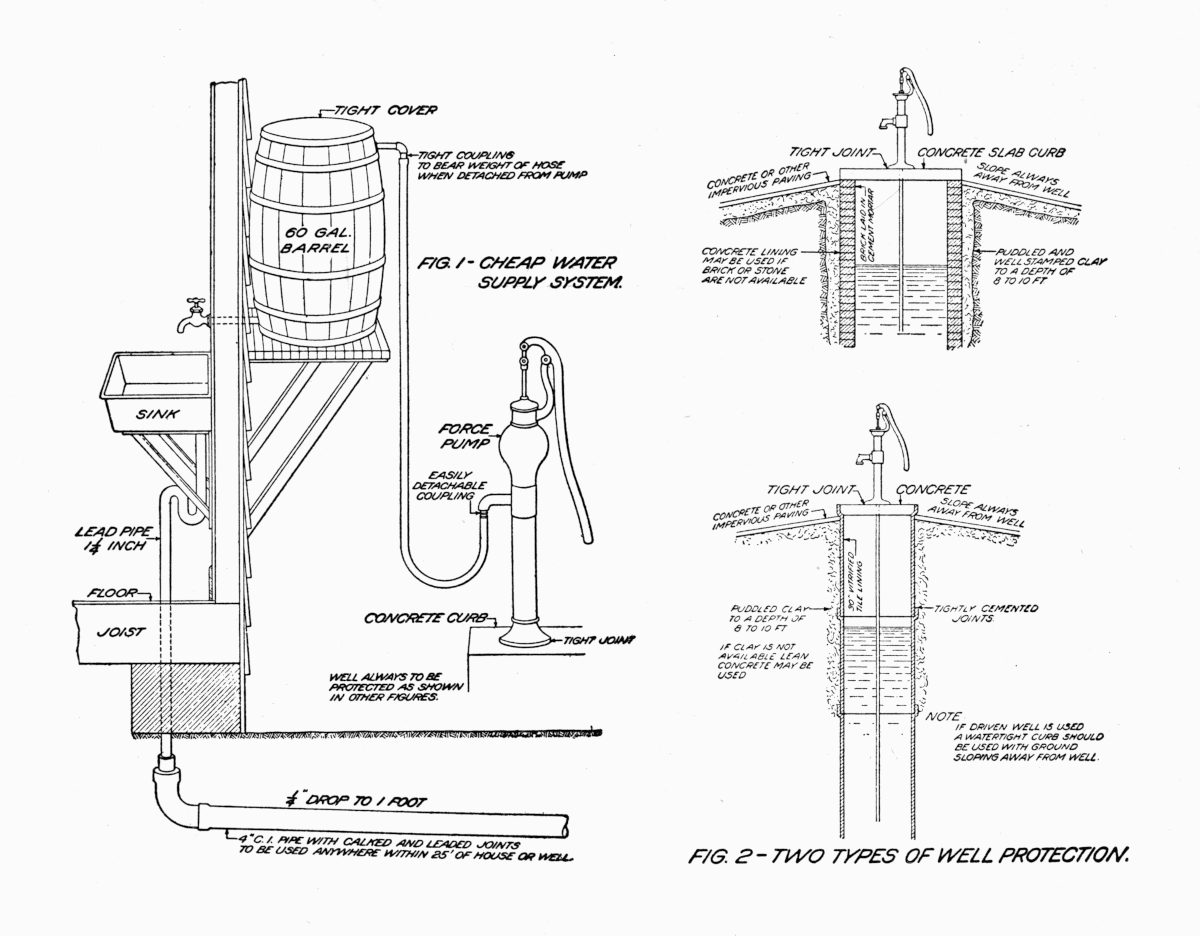 TIGHT COVER
TIGHT COUPLING
TO BEAR WEIGHT OF HOSE
WHEN DETACHED FROM PUMP
60 GAL.
BARREL
FIG. 1 - CHEAP WATER
SUPPLY SYSTEM.
SINK
FORCE
PUMP
EASILY
DETACHABLE
COUPLING
LEAD PIPE
INCH
FLOOR
JOIST
CONCRETE CURB
TIGHT JOINT
WELL ALWAYS TO BE
PROTECTED AS SHOWN
IN OTHER FIGURES.
DROP TO 1 FOOT
4" C.I. PIPE WITH CALKED AND LEADED JOINTS
TO BE USED ANYWHERE WITHIN 25' OF HOUSE OR WELL.
TIGHT JOINT
CONCRETE SLAB CURB
CONCRETE OR OTHER
IMPERVIOUS PAVING
SLOPE ALWAYS
AWAY FROM WELL
BRICK LAID IN
CEMENT MORTAR
CONCRETE LINING
MAY BE USED IF
BRICK OR STONE
ARE NOT AVAILABLE
PUDDLED AND
WELL STAMPED CLAY
TO A DEPTH OF
8 TO 10 FT
TIGHT JOINT
CONCRETE
CONCRETE OR OTHER
IMPERVIOUS PAVING
SLOPE ALWAYS
AWAY FROM WELL
30" VITRIFIED
TILE LINING
PUDDLED CLAY
TO A DEPTH OF
8 TO 10 FT
IF CLAY IS NOT
AVAILABLE LEAN
CONCRETE MAY BE
USED
TIGHTLY CEMENTED
JOINTS.
NOTE
IF DRIVEN WELL IS USED
A WATERTIGHT CURB SHOULD
BE USED WITH GROUND
SLOPING AWAY FROM WELL.
FIG. 2 - TWO TYPES OF WELL PROTECTION.